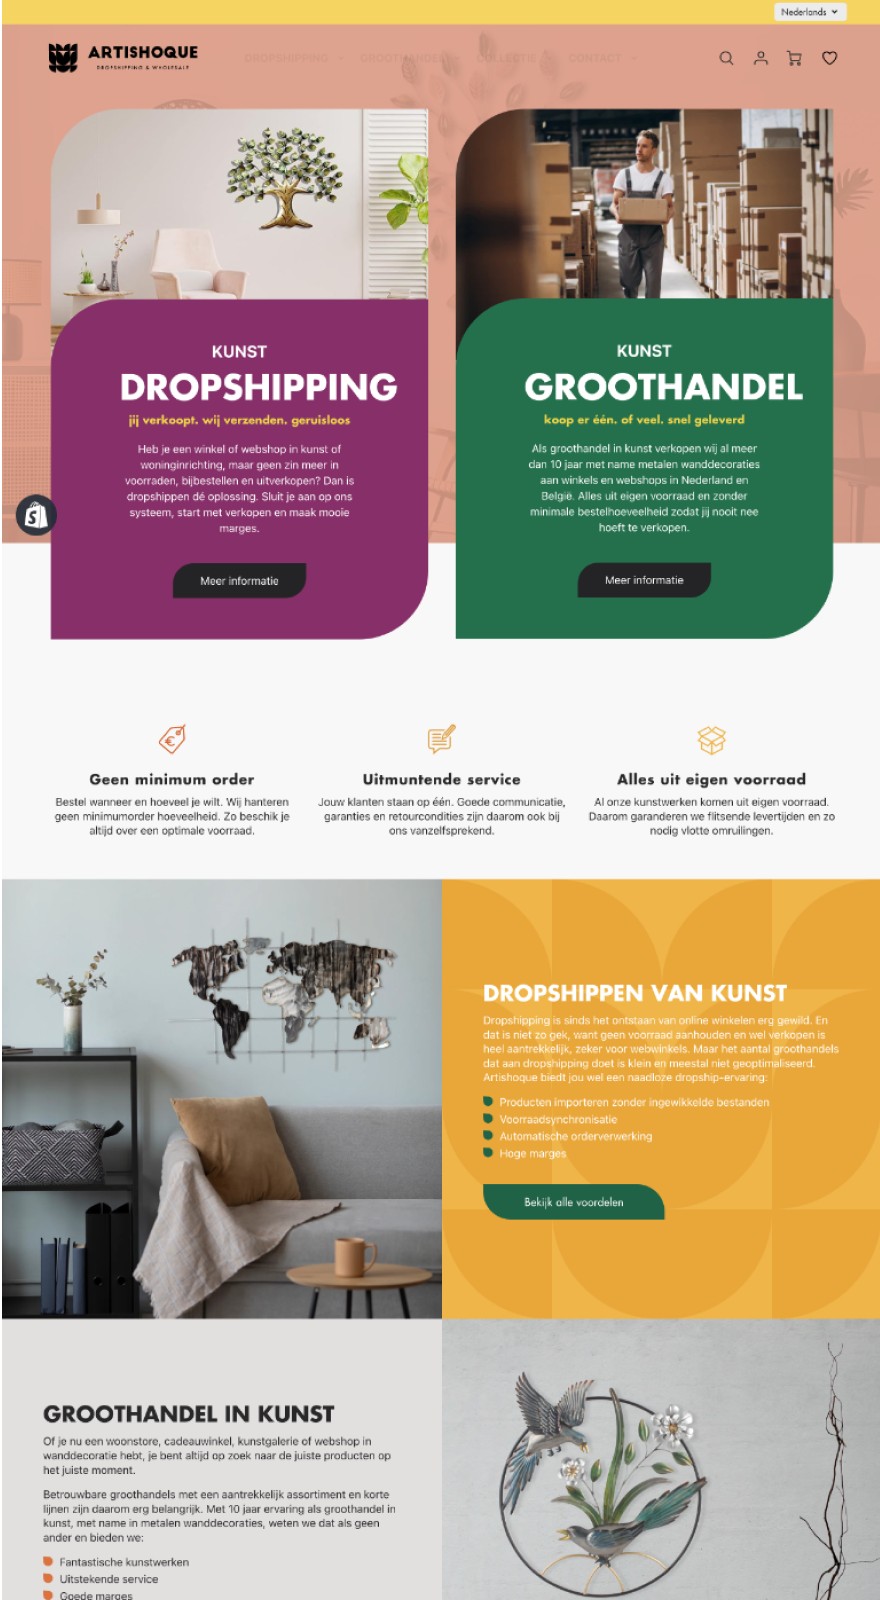 Nederlands
ARTISHOQUE
DROPSHIPPING & WHOLESALE
DROPSHIPPING
COLLECTIE
CONTACT
KUNST
DROPSHIPPING
jij verkoopt. wij verzenden. geruisloos
Heb je een winkel of webshop in kunst of
woninginrichting, maar geen zin meer in
voorraden, bijbestellen en uitverkopen? Dan is
dropshippen dé oplossing. Sluit je aan op ons
systeem, start met verkopen en maak mooie
marges.
Meer informatie
KUNST
GROOTHANDEL
koop er één. of veel. snel geleverd
Als groothandel in kunst verkopen wij al meer
dan 10 jaar met name metalen wanddecoraties
aan winkels en webshops in Nederland en
België. Alles uit eigen voorraad en zonder
minimale bestelhoeveelheid zodat jij nooit nee
hoeft te verkopen.
Meer informatie
Geen minimum order
Bestel wanneer en hoeveel je wilt. Wij hanteren
geen minimumorder hoeveelheid. Zo beschik je
altijd over een optimale voorraad.
Uitmuntende service
Jouw klanten staan op één. Goede communicatie,
garanties en retourcondities zijn daarom ook bij
ons vanzelfsprekend.
Alles uit eigen voorraad
Al onze kunstwerken komen uit eigen voorraad.
Daarom garanderen we flitsende levertijden en zo
nodig vlotte omruilingen.
DROPSHIPPEN VAN KUNST
Dropshipping is sinds het ontstaan van online winkelen erg gewild. En
dat is niet zo gek, want geen voorraad aanhouden en wel verkopen is
heel aantrekkelijk, zeker voor webwinkels. Maar het aantal groothandels
dat aan dropshipping doet is klein en meestal niet geoptimaliseerd.
Artishoque biedt jou wel een naadloze dropship-ervaring:
Producten importeren zonder ingewikkelde bestanden
Voorraadsynchronisatie
Automatische orderverwerking
Hoge marges
Bekijk alle voordelen
GROOTHANDEL IN KUNST
Of je nu een woonstore, cadeauwinkel, kunstgalerie of webshop in
wanddecoratie hebt, je bent altijd op zoek naar de juiste producten op
het juiste moment.
Betrouwbare groothandels met een aantrekkelijk assortiment en korte
lijnen zijn daarom erg belangrijk. Met 10 jaar ervaring als groothandel in
kunst, met name in metalen wanddecoraties, weten we dat als geen
ander en bieden we:
Fantastische kunstwerken
Uitstekende service
Goede marges